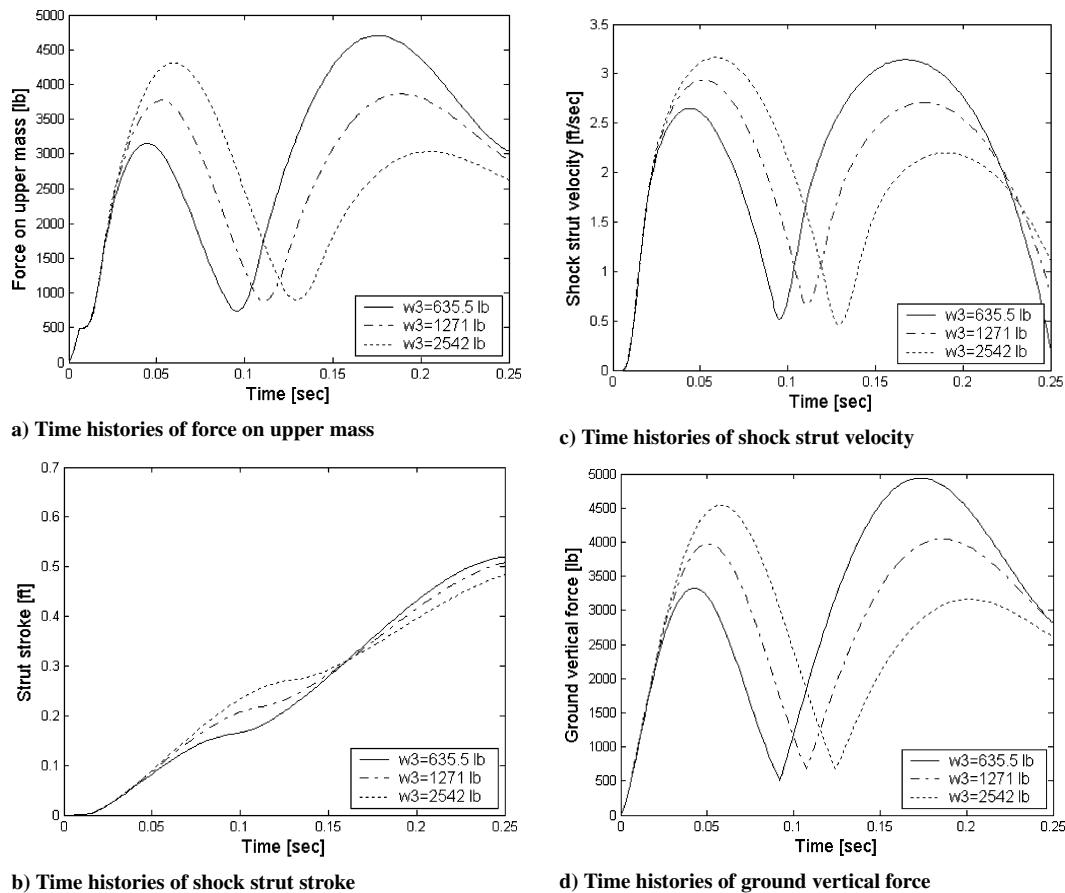 5000
4500
4000
3500
3000
2500
2000
1500
1000
500
0
Force on upper mass [lb]
w3=635.5 lb
w3=1271 lb
w3=2542 lb
0 0.05 0.1 0.15 0.2 0.25
Time [sec]
a) Time histories of force on upper mass
0.7
0.6
0.5
0.4
0.3
0.2
0.1
0
Strut stroke [ft]
w3=635.5 lb
w3=1271 lb
w3=2542 lb
0 0.05 0.1 0.15 0.2 0.25
Time [sec]
b) Time histories of shock strut stroke
3.5
3
2.5
2
1.5
1
0.5
0
Shock strut velocity [ft/sec]
w3=635.5 lb
w3=1271 lb
w3=2542 lb
0 0.05 0.1 0.15 0.2 0.25
Time [sec]
c) Time histories of shock strut velocity
5000
4500
4000
3500
3000
2500
2000
1500
1000
500
0
Ground vertical force [lb]
w3=635.5 lb
w3=1271 lb
w3=2542 lb
0 0.05 0.1 0.15 0.2 0.25
Time [sec]
d) Time histories of ground vertical force